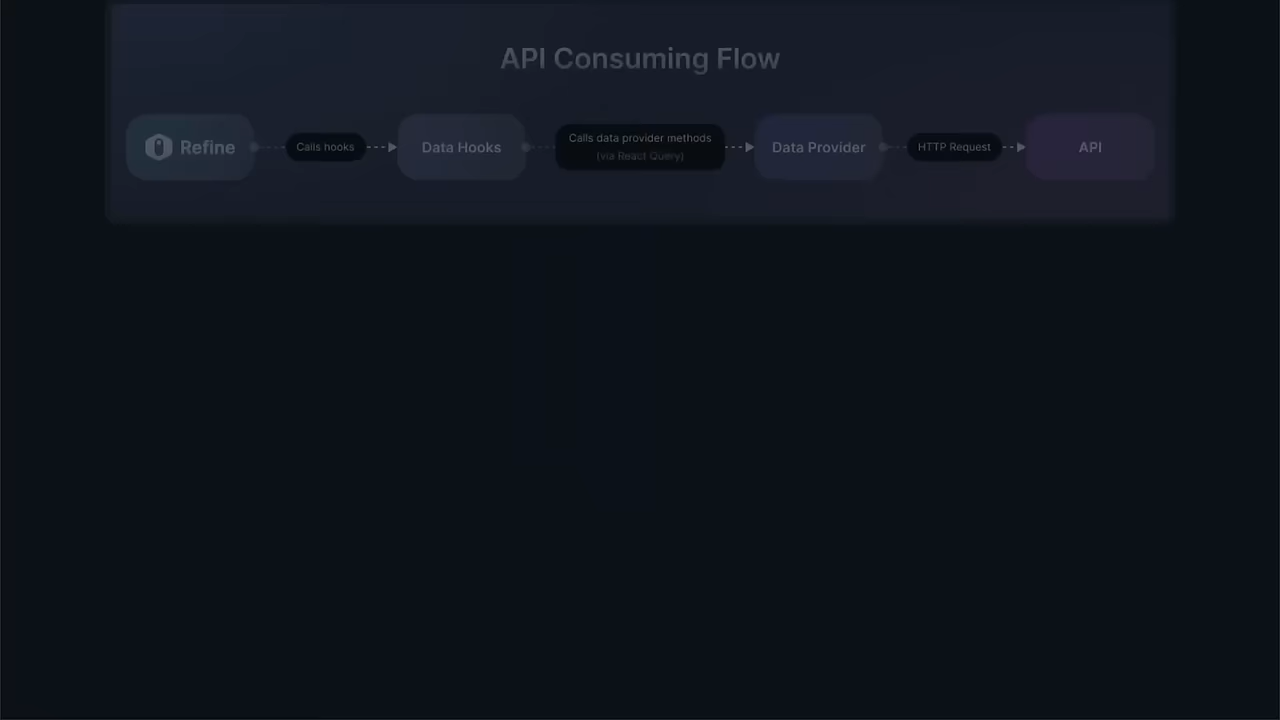 API Consuming Flow
Refine
Calls hooks
Data Hooks
Calls data provider methods
(via React Query)
Data Provider
HTTP Request
API